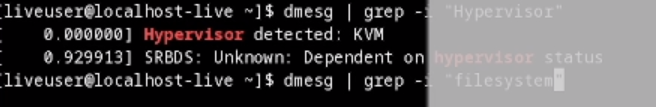 [liveuser@localhost-live ~]$ dmesg | grep -i "Hypervisor"
[    0.000000] Hypervisor detected: KVM
[    0.929913] SRBDS: Unknown: Dependent on hypervisor status
[liveuser@localhost-live ~]$ dmesg | grep -i "filesystem"